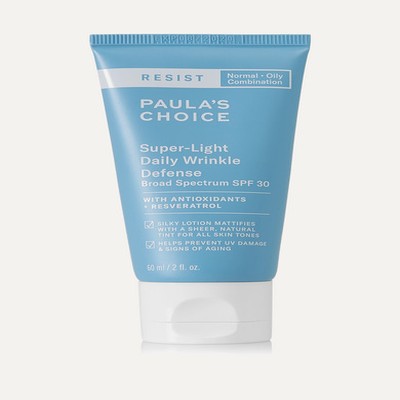 RESIST
Normal • Oily
Combination
PAULA'S
CHOICE
Super-Light
Daily Wrinkle
Defense
Broad Spectrum SPF 30
WITH ANTIOXIDANTS
+ RESVERATROL
SILKY LOTION MATTIFIES
WITH A SHEER, NATURAL
TINT FOR ALL SKIN TONES
HELPS PREVENT UV DAMAGE
& SIGNS OF AGING
60 ml / 2 fl. oz.